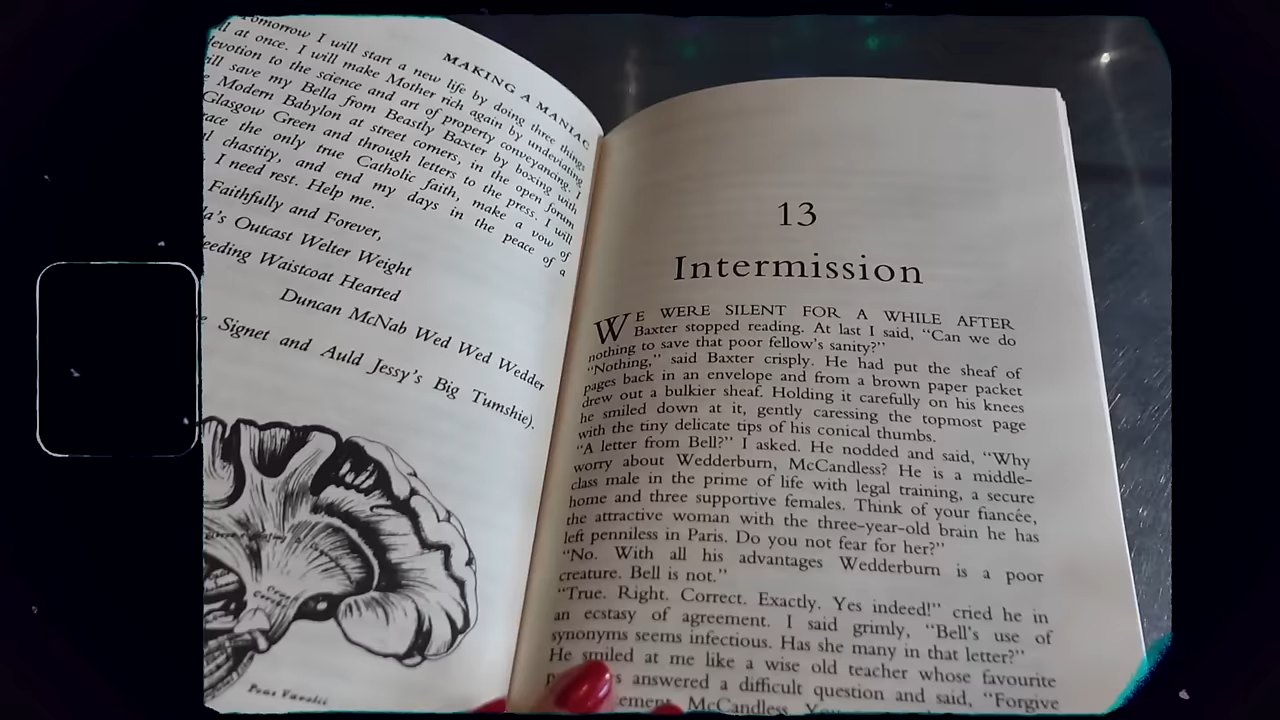 MAKING A MANIAC
Tomorrow I will start a new life by doing three things
all at once. I will make Mother rich again by undeviating
devotion to the science and art of property conveyancing. I
will save my Bella from Beastly Baxter by boxing with
Modern Babylon at street corners, in the open forum
Glasgow Green and through letters to the press. I will
the only true Catholic faith, make a vow of
chastity, and end my days in the peace of a
I need rest. Help me.
Faithfully and Forever,
Outcast Welter Weight
Waistcoat Hearted
Duncan McNab Wed Wed Wedder
Signet and Auld Jessy's Big Tumshie).
Pons Varolii
13
Intermission
WE WERE SILENT FOR A WHILE AFTER
Baxter stopped reading. At last I said, “Can we do
nothing to save that poor fellow's sanity?”
“Nothing,” said Baxter crisply. He had put the sheaf of
pages back in an envelope and from a brown paper packet
drew out a bulkier sheaf. Holding it carefully on his knees
he smiled down at it, gently caressing the topmost page
with the tiny delicate tips of his conical thumbs.
“A letter from Bell?” I asked. He nodded and said, “Why
worry about Wedderburn, McCandless? He is a middle-
class male in the prime of life with legal training, a secure
home and three supportive females. Think of your fiancée,
the attractive woman with the three-year-old brain he has
left penniless in Paris. Do you not fear for her?”
“No. With all his advantages Wedderburn is a poor
creature. Bell is not.”
“True. Right. Correct. Exactly. Yes indeed!” cried he in
an ecstasy of agreement. I said grimly, “Bell's use of
synonyms seems infectious. Has she many in that letter?”
He smiled at me like a wise old teacher whose favourite
answered a difficult question and said, “Forgive
McCandless.